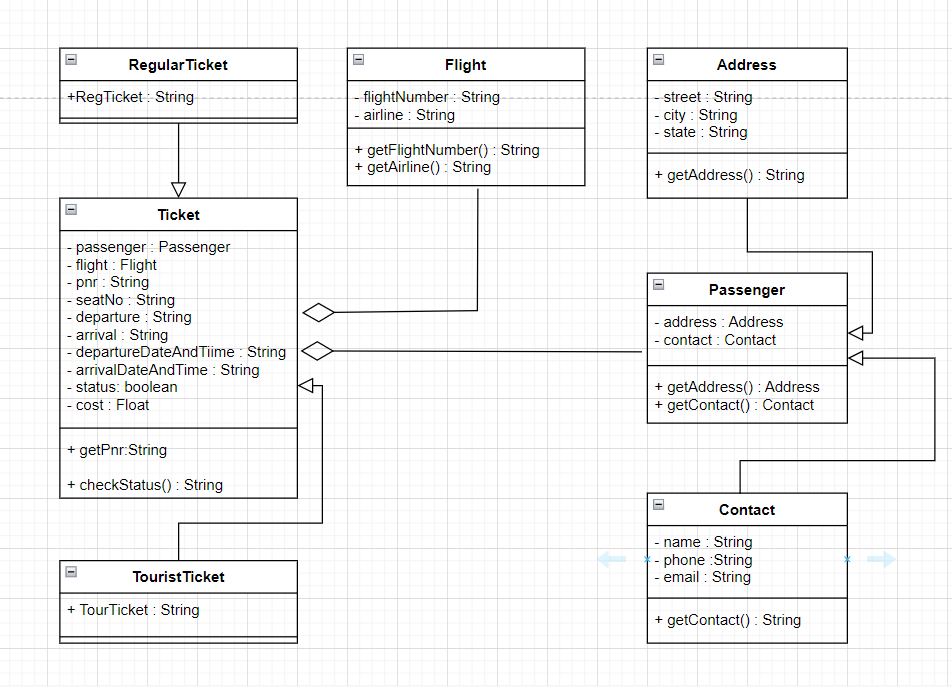 RegularTicket
+RegTicket : String
Flight
- flightNumber : String
- airline : String
+ getFlightNumber() : String
+ getAirline() : String
Address
- street : String
- city : String
- state : String
+ getAddress() : String
Ticket
- passenger : Passenger
- flight : Flight
- pnr : String
- seatNo : String
- departure : String
- arrival : String
- departureDateAndTiime : String
- arrivalDateAndTime : String
- status: boolean
- cost : Float
+ getPnr:String
+ checkStatus() : String
Passenger
- address : Address
- contact : Contact
+ getAddress() : Address
+ getContact() : Contact
TouristTicket
+ TourTicket : String
Contact
- name : String
- phone :String
- email : String
+ getContact() : String